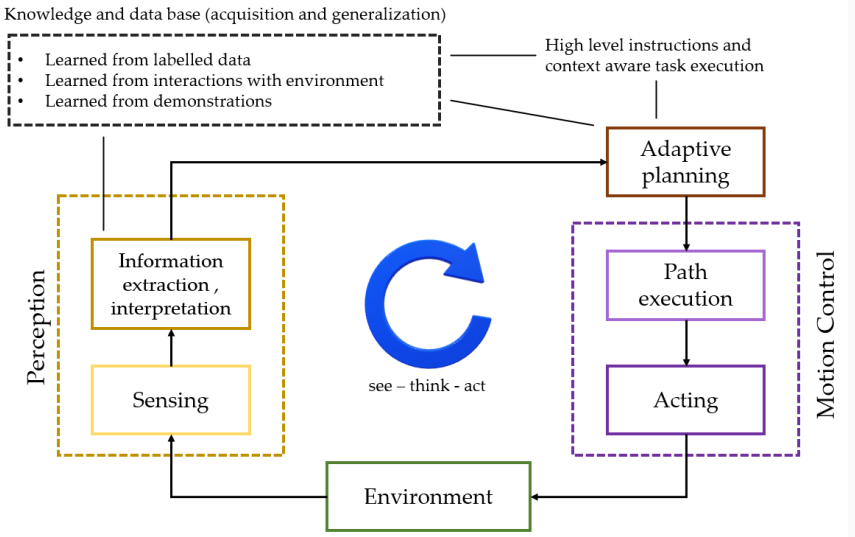 Knowledge and data base (acquisition and generalization)
• Learned from labelled data
• Learned from interactions with environment
• Learned from demonstrations
High level instructions and
context aware task execution
Adaptive
planning
Information
extraction ,
interpretation
Path
execution
Perception
Motion Control
see – think - act
Sensing
Acting
Environment